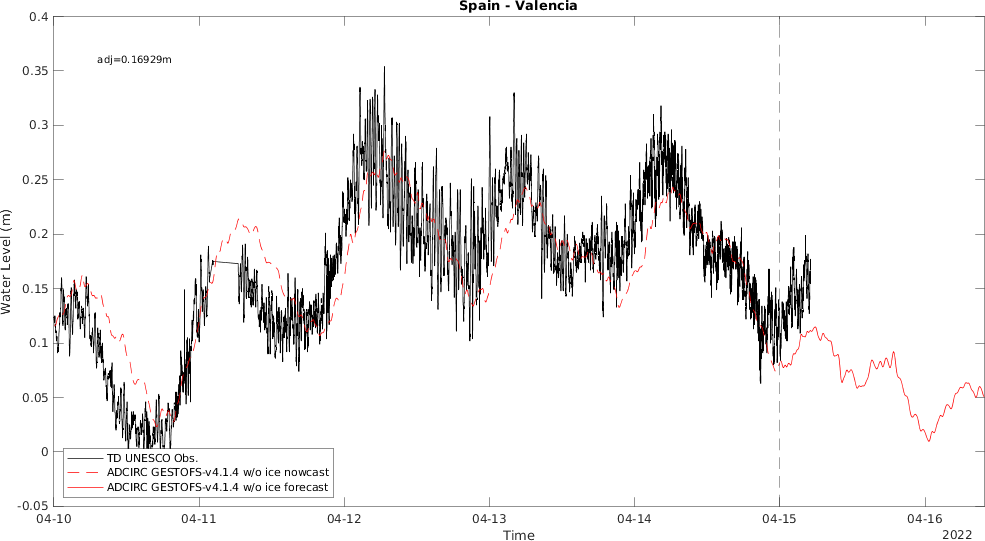 Spain - Valencia
adj=0.16929m
0.4
0.35
0.3
0.25
0.2
0.15
0.1
0.05
0
-0.05
Water Level (m)
TD UNESCO Obs.
ADCIRC GESTOFS-v4.1.4 w/o ice nowcast
ADCIRC GESTOFS-v4.1.4 w/o ice forecast
04-10 04-11 04-12 04-13 04-14 04-15 04-16
Time
2022